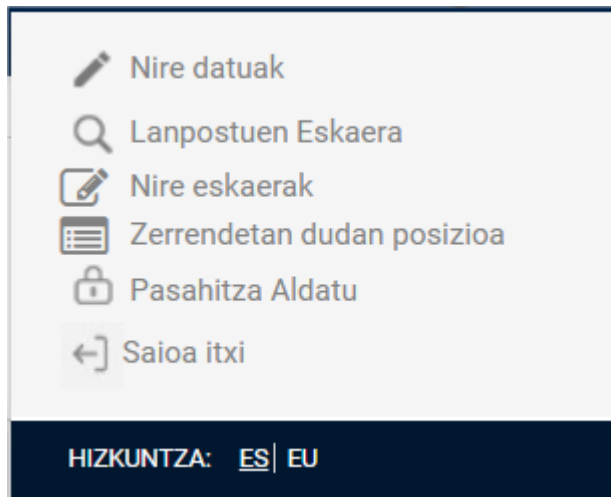 Nire datuak
Lanpostuen Eskaera
Nire eskaerak
Zerrendetan dudan posizioa
Pasahitza Aldatu
Saioa itxi
HIZKUNTZA: ES| EU